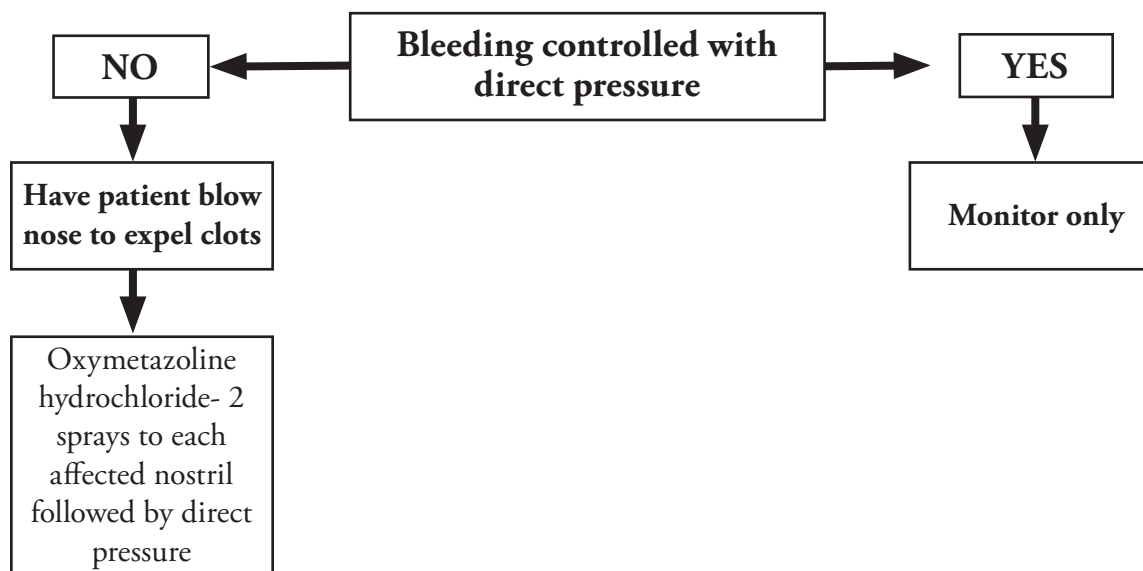 Bleeding controlled with
direct pressure
NO
YES
Have patient blow
nose to expel clots
Monitor only
Oxymetazoline
hydrochloride- 2
sprays to each
affected nostril
followed by direct
pressure